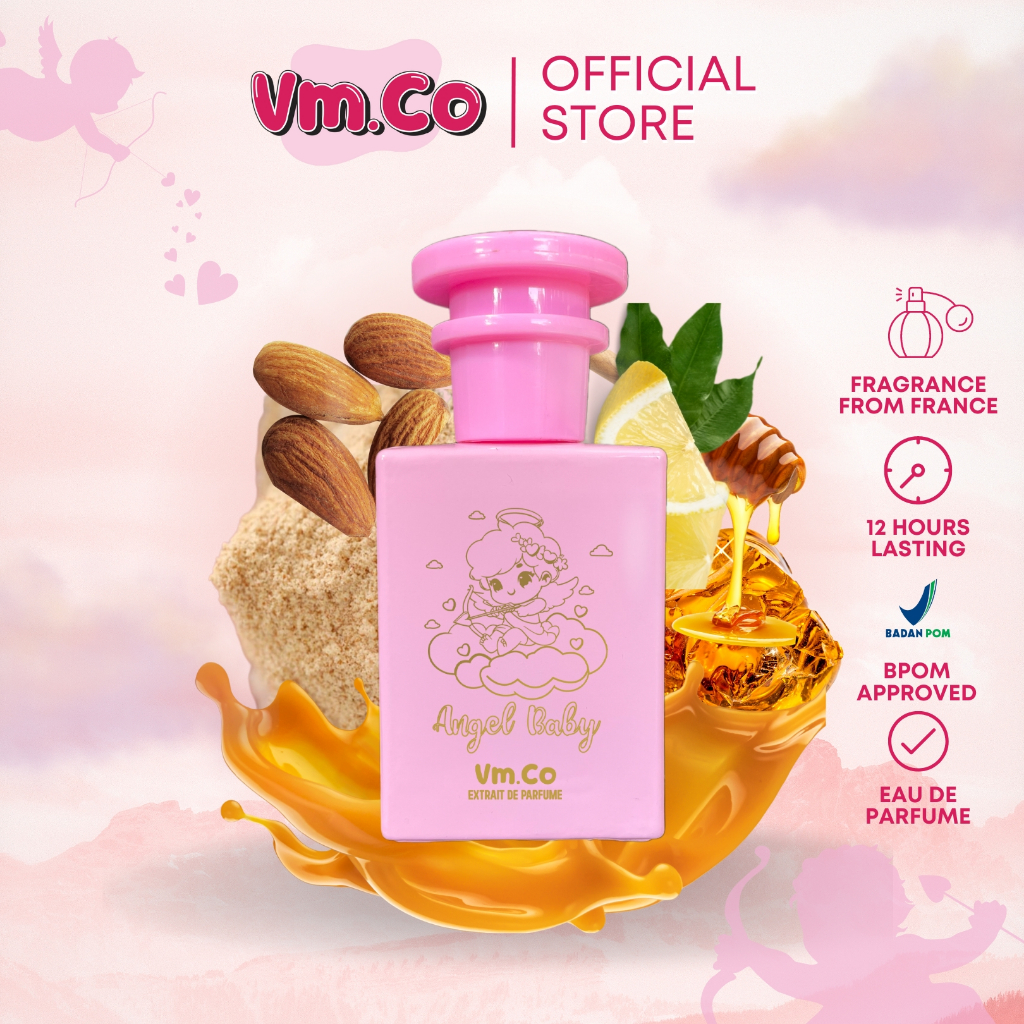 Vm.Co
OFFICIAL
STORE
FRAGRANCE
FROM FRANCE
12 HOURS
LASTING
BADAN POM
BPOM
APPROVED
EAU DE
PARFUME
Angel Baby
Vm.Co
EXTRAIT DE PARFUME